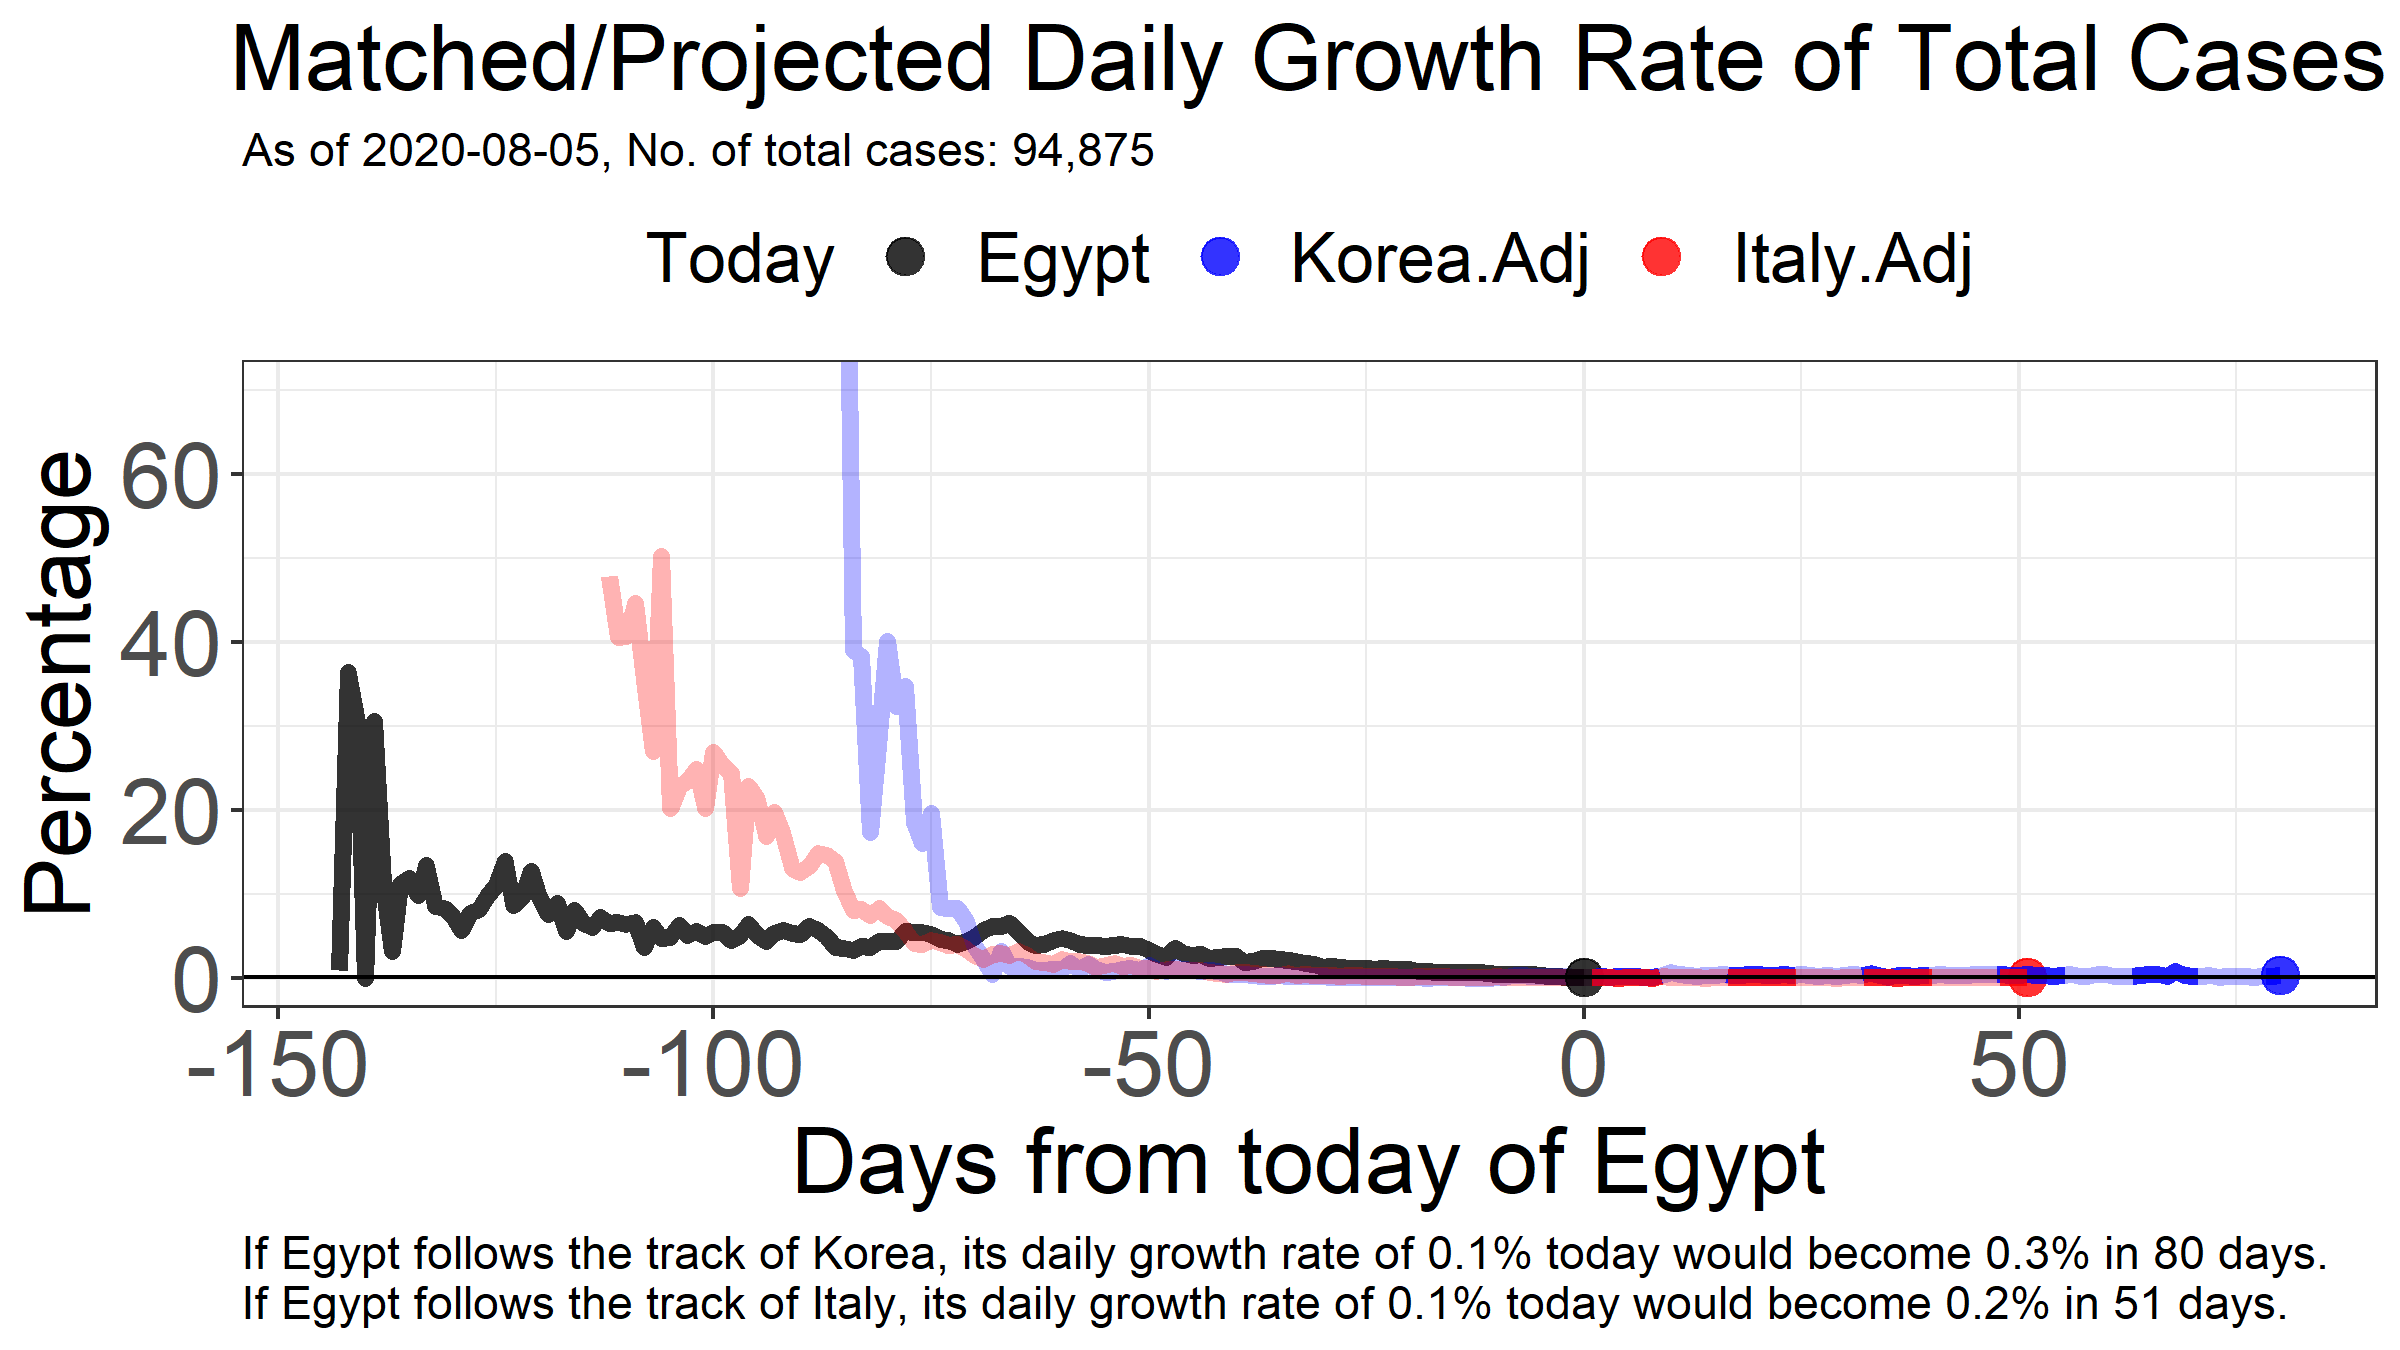 Matched/Projected Daily Growth Rate of Total Cases
As of 2020-08-05, No. of total cases: 94,875
Today Egypt Korea.Adj Italy.Adj
Percentage
60
40
20
0
-150 -100 -50 0 50
Days from today of Egypt
If Egypt follows the track of Korea, its daily growth rate of 0.1% today would become 0.3% in 80 days.
If Egypt follows the track of Italy, its daily growth rate of 0.1% today would become 0.2% in 51 days.